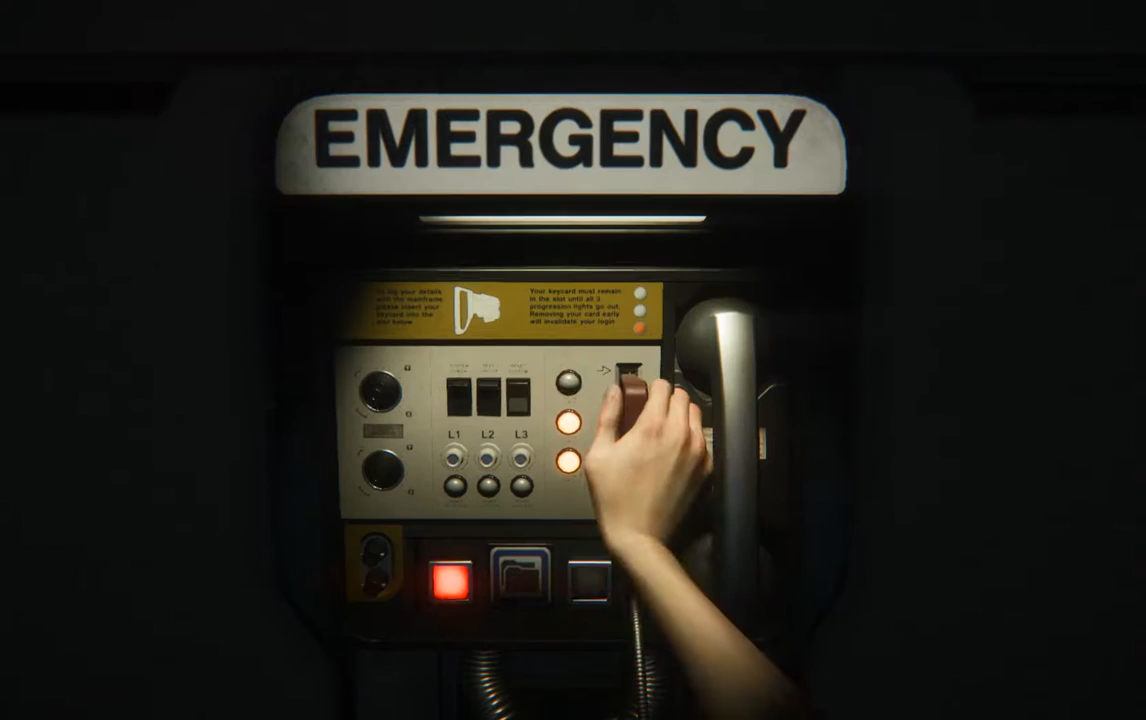 EMERGENCY
To log your details
with the mainframe
please insert your
keycard into the
slot below
Your keycard must remain
in the slot until all 3
progression lights go out.
Removing your card early
will invalidate your login
L1 L2 L3